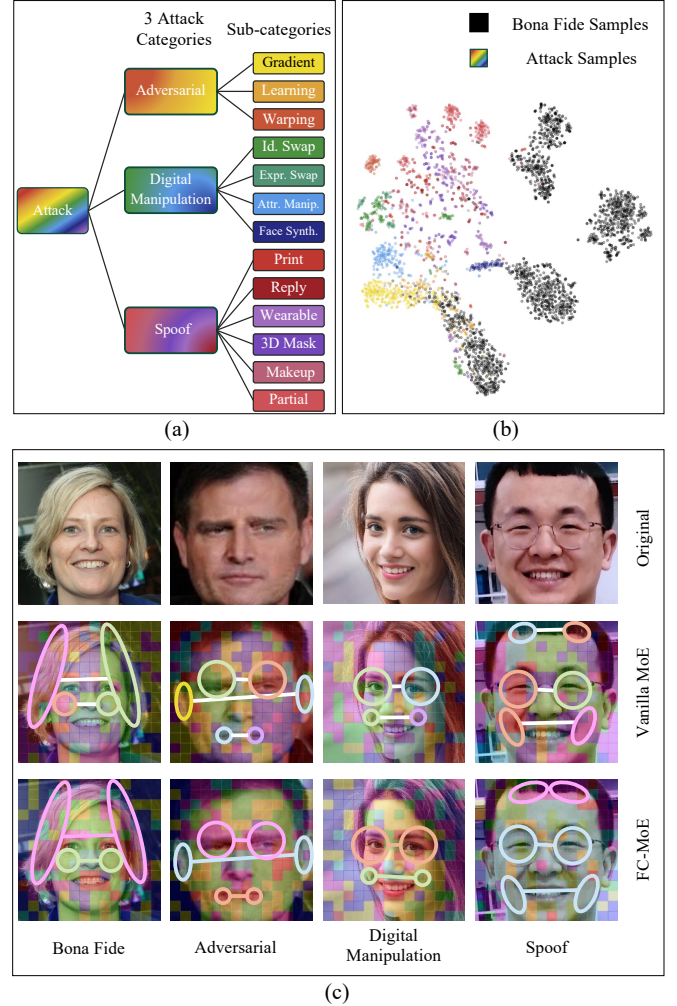 3 Attack
Categories
Sub-categories
Attack
Adversarial
Digital
Manipulation
Spoof
Gradient
Learning
Warping
Id. Swap
Expr. Swap
Attr. Manip.
Face Synth.
Print
Reply
Wearable
3D Mask
Makeup
Partial
(a)
Bona Fide Samples
Attack Samples
(b)
Original
Vanilla MoE
FC-MoE
Bona Fide
Adversarial
Digital
Manipulation
Spoof
(c)